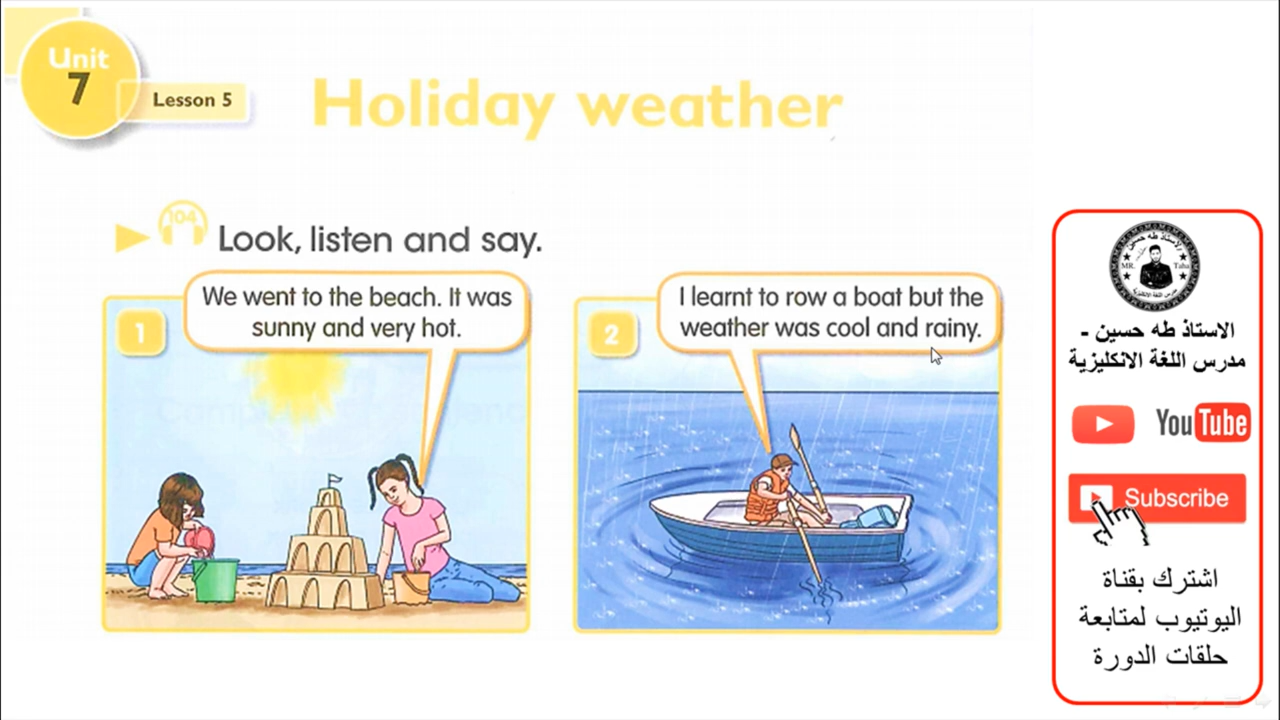 Unit
7
Lesson 5
Holiday weather
104
Look, listen and say.
1
We went to the beach. It was
sunny and very hot.
2
I learnt to row a boat but the
weather was cool and rainy.
MR. Taha
الاستاذ طه حسين -
مدرس اللغة الانكليزية
YouTube
Subscribe
اشترك بقناة
اليوتيوب لمتابعة
حلقات الدورة